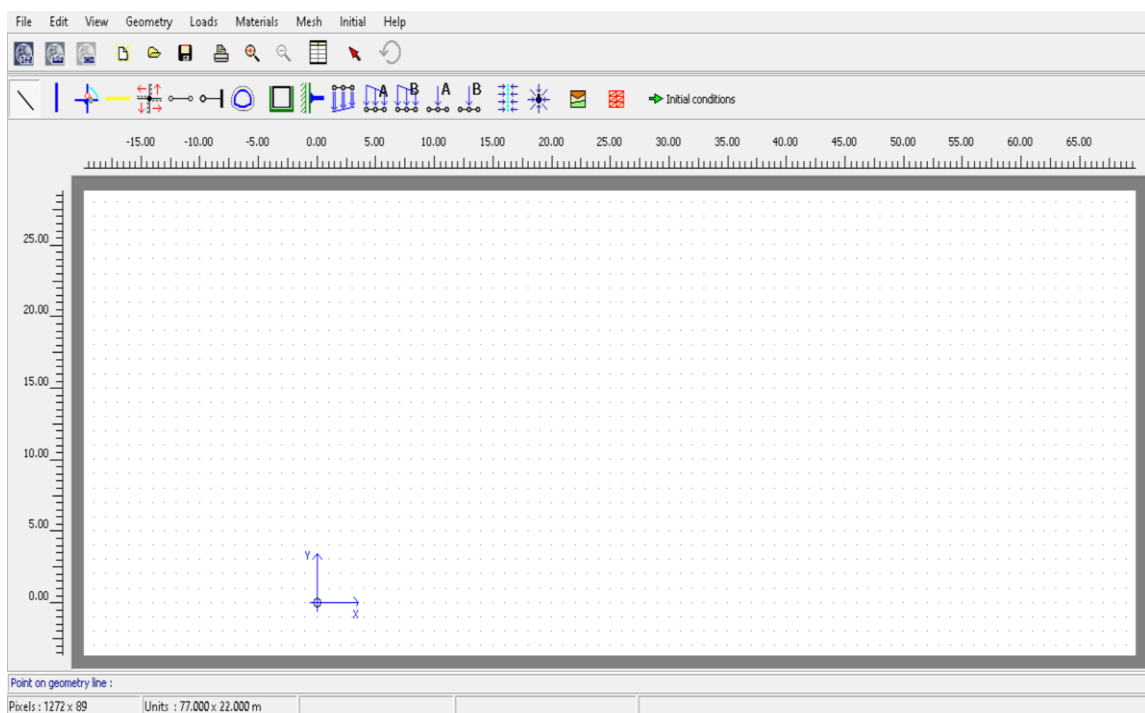 File Edit View Geometry Loads Materials Mesh Initial Help
A B A B Initial conditions
-15.00 -10.00 -5.00 0.00 5.00 10.00 15.00 20.00 25.00 30.00 35.00 40.00 45.00 50.00 55.00 60.00 65.00
25.00
20.00
15.00
10.00
5.00
Y
0.00
X
Point on geometry line :
Pixels : 1272 x 89 Units : 77.000 x 22.000 m